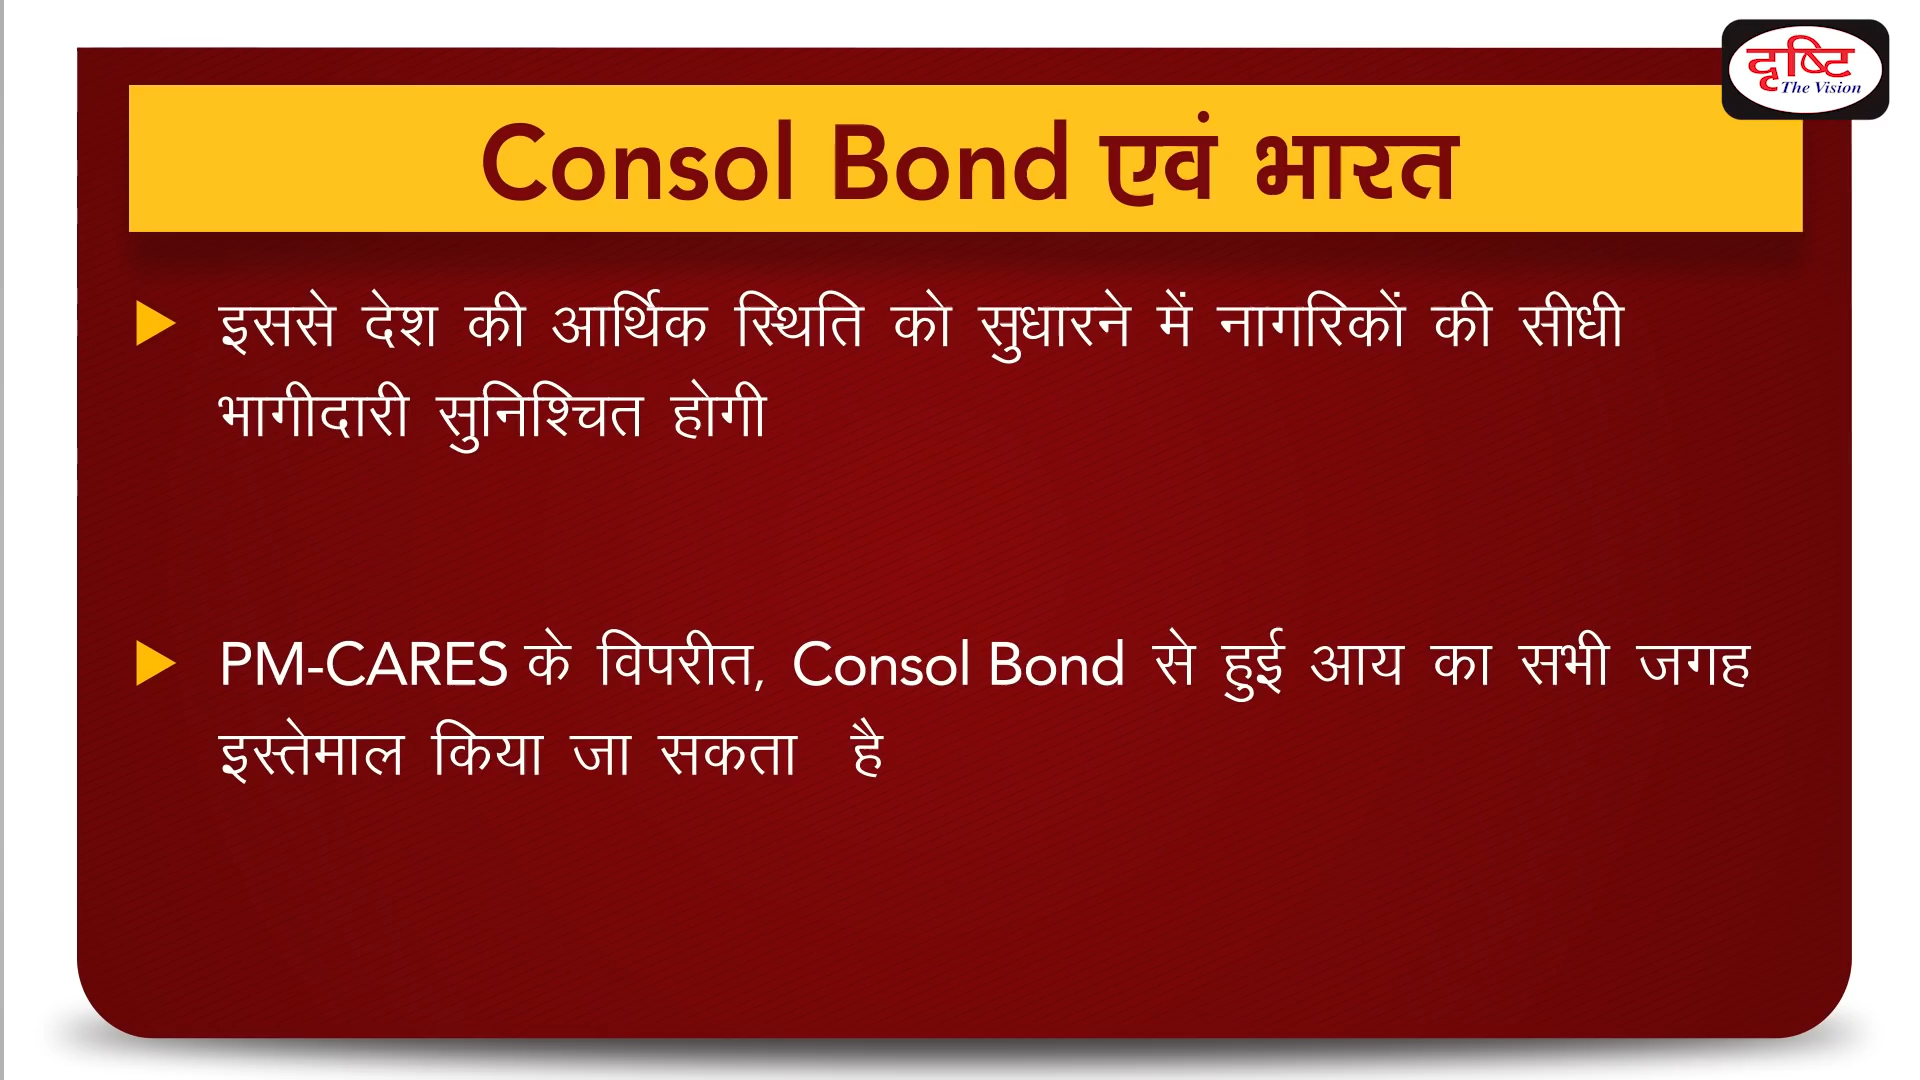 दृष्टि
The Vision
Consol Bond एवं भारत
इससे देश की आर्थिक स्थिति को सुधारने में नागरिकों की सीधी
भागीदारी सुनिश्चित होगी
PM-CARES के विपरीत, Consol Bond से हुई आय का सभी जगह
इस्तेमाल किया जा सकता है